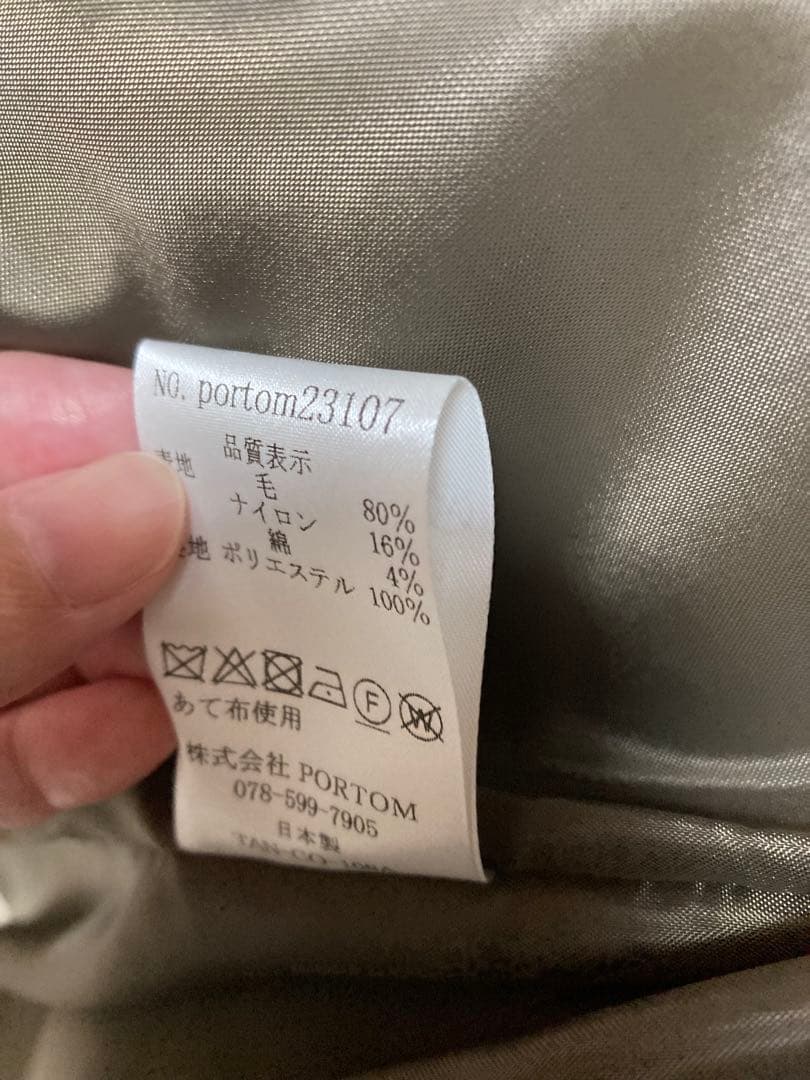 NO. portom23107
品質表示
表地 毛 80%
ナイロン 16%
綿 4%
地 ポリエステル 100%
F W
あて布使用
株式会社 PORTOM
078-599-7905
日本製
TAN-CO